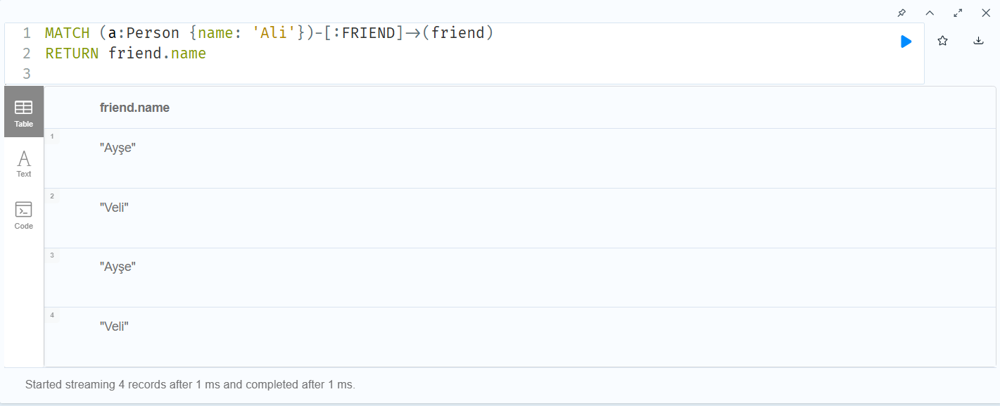 1 MATCH (a:Person {name: 'Ali'})-[:FRIEND]->(friend)
2 RETURN friend.name
3
Table
Text
Code
friend.name
1
"Ayşe"
2
"Veli"
3
"Ayşe"
4
"Veli"
Started streaming 4 records after 1 ms and completed after 1 ms.